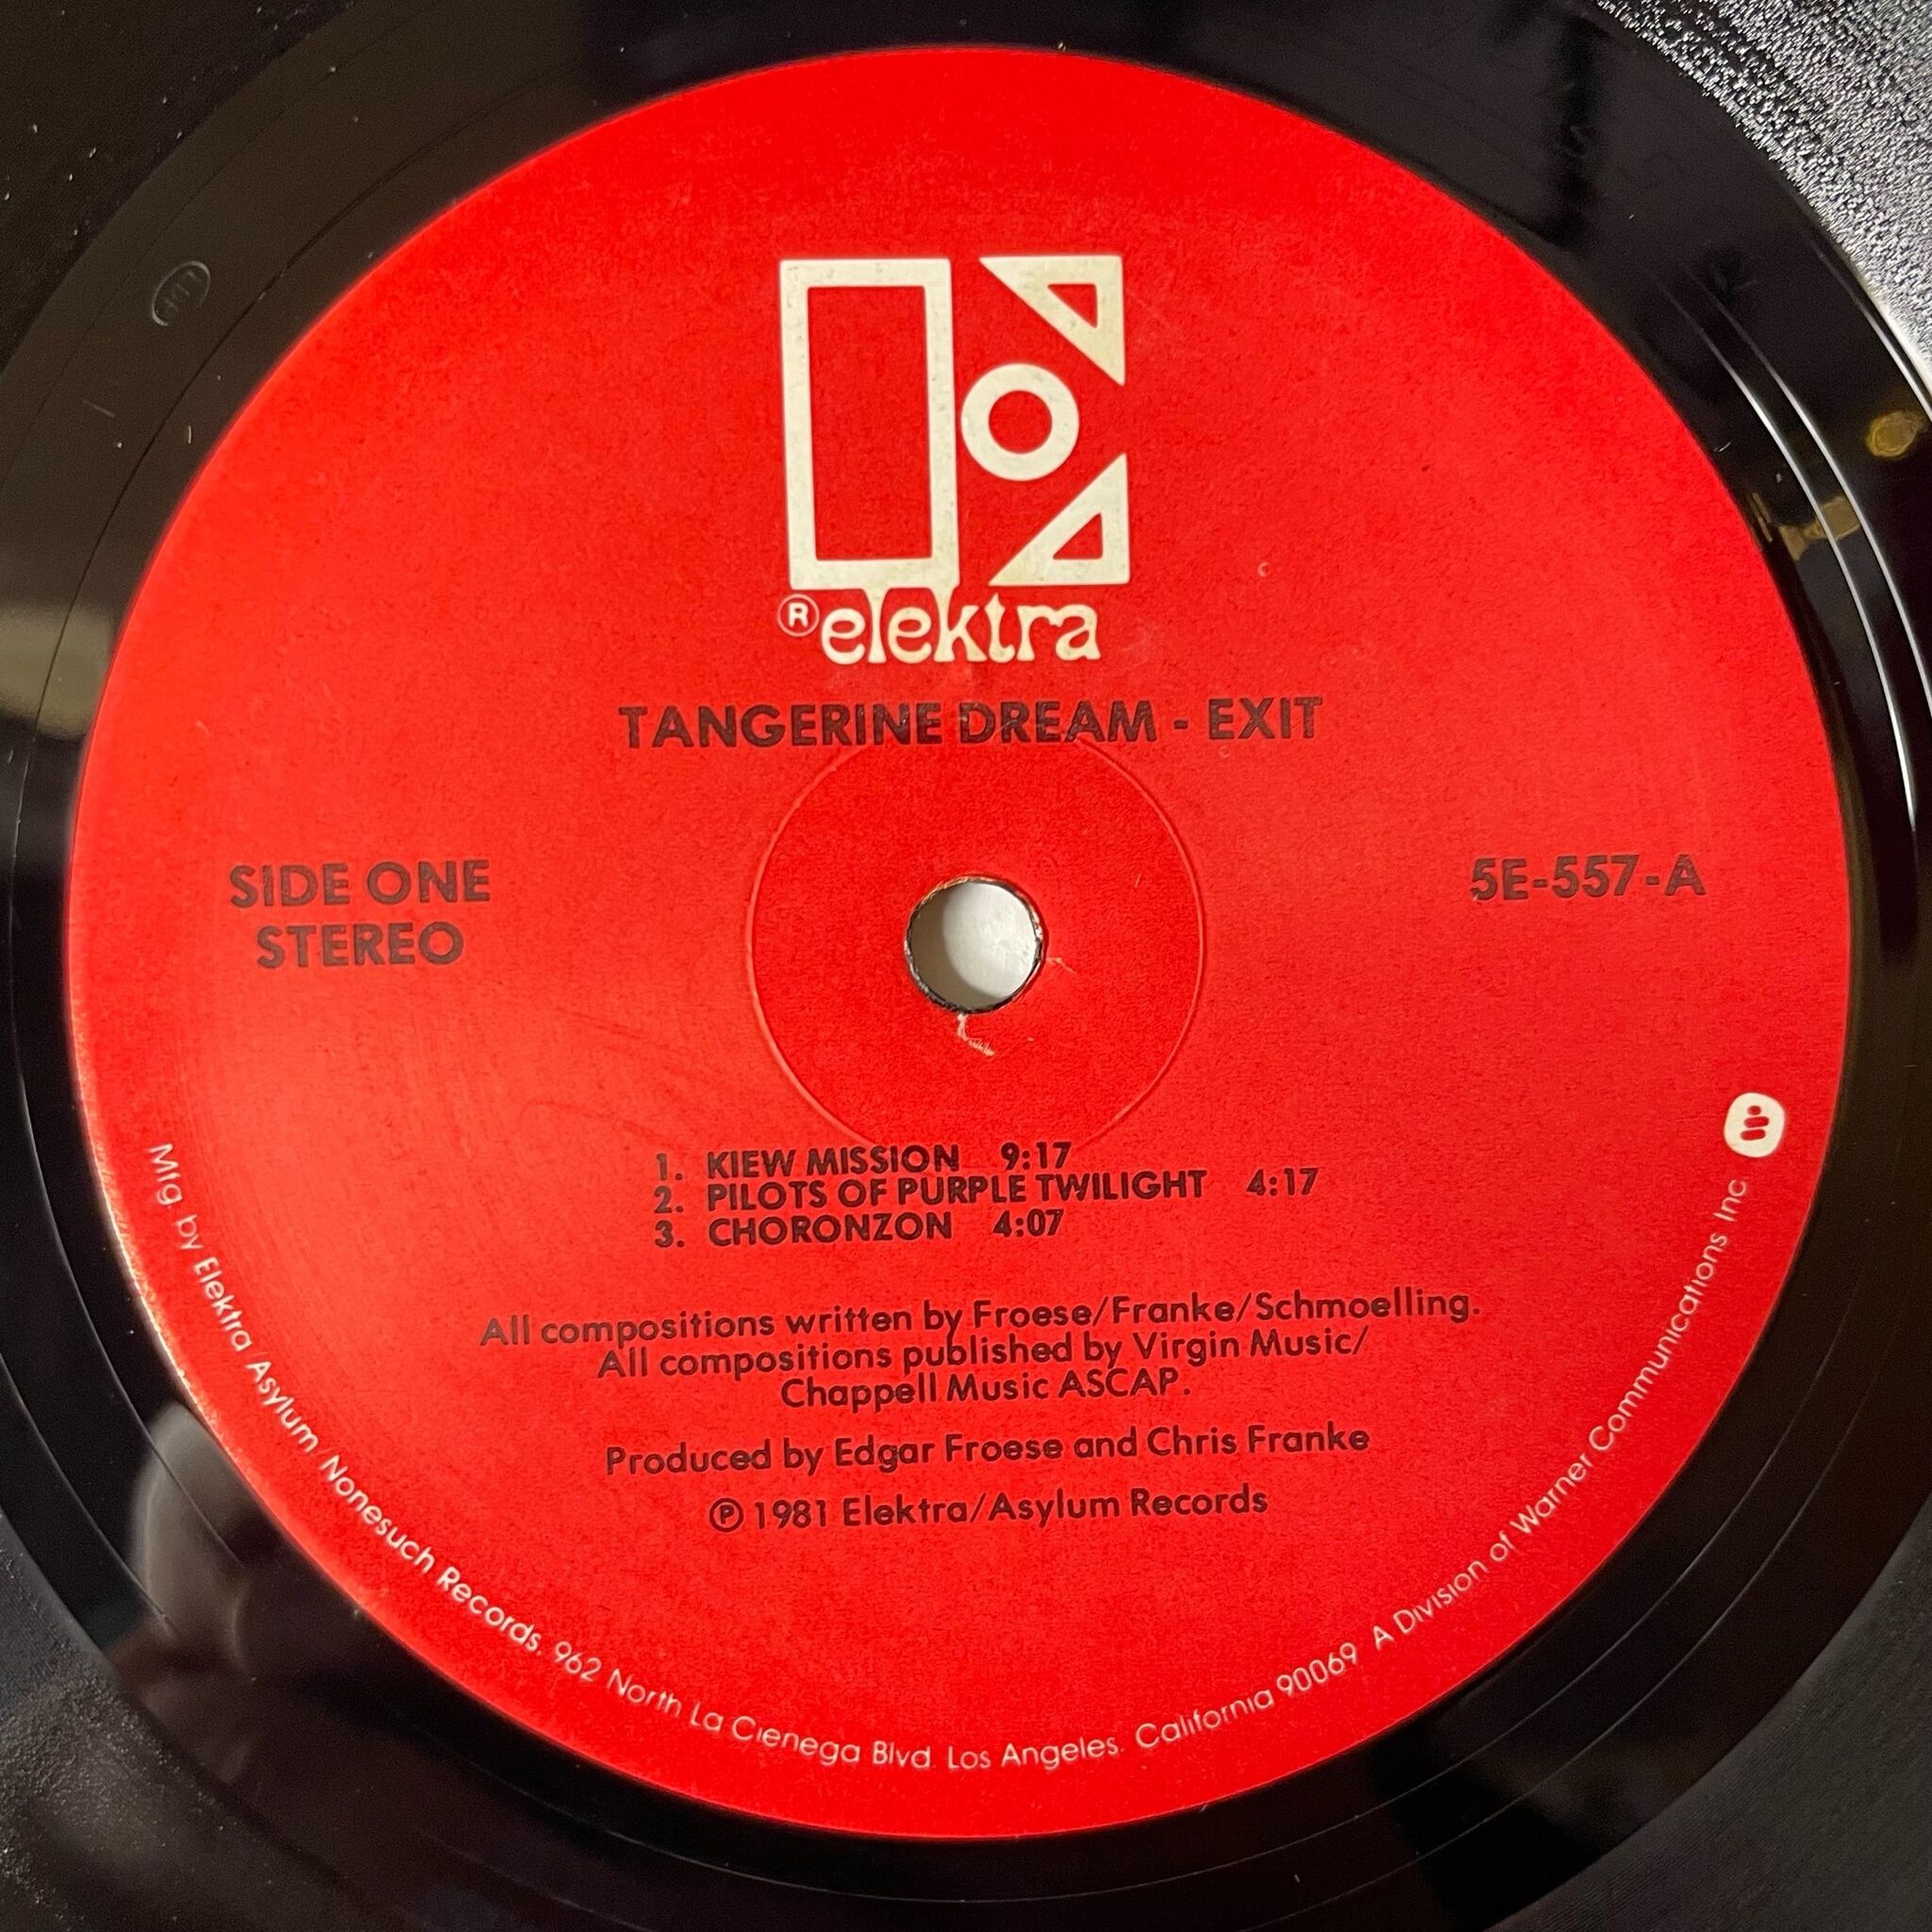 ® elektra
TANGERINE DREAM - EXIT
SIDE ONE
STEREO
5E-557-A
1. KIEW MISSION 9:17
2. PILOTS OF PURPLE TWILIGHT 4:17
3. CHORONZON 4:07
All compositions written by Froese/Franke/Schmoelling.
All compositions published by Virgin Music/
Chappell Music ASCAP.
Produced by Edgar Froese and Chris Franke
℗ 1981 Elektra/Asylum Records
Mfg. by Elektra/Asylum/Nonesuch Records. 962 North La Cienega Blvd. Los Angeles. California 90069 A Division of Warner Communications Inc.